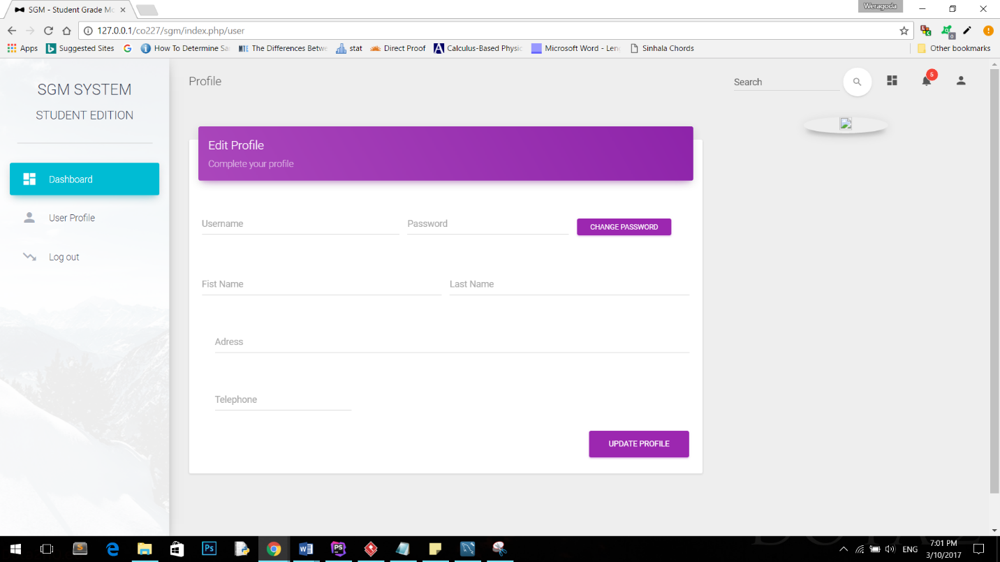 SGM - Student Grade Mo
Weragoda
127.0.0.1/co227/sgm/index.php/user
0
Apps
Suggested Sites
How To Determine Sa
The Differences Betwe
stat
Direct Proof
Calculus-Based Physic
Microsoft Word - Len
Sinhala Chords
Other bookmarks
SGM SYSTEM
STUDENT EDITION
Dashboard
User Profile
Log out
Profile
Search
5
Edit Profile
Complete your profile
Username
Password
CHANGE PASSWORD
Fist Name
Last Name
Adress
Telephone
UPDATE PROFILE
ENG
7:01 PM
3/10/2017